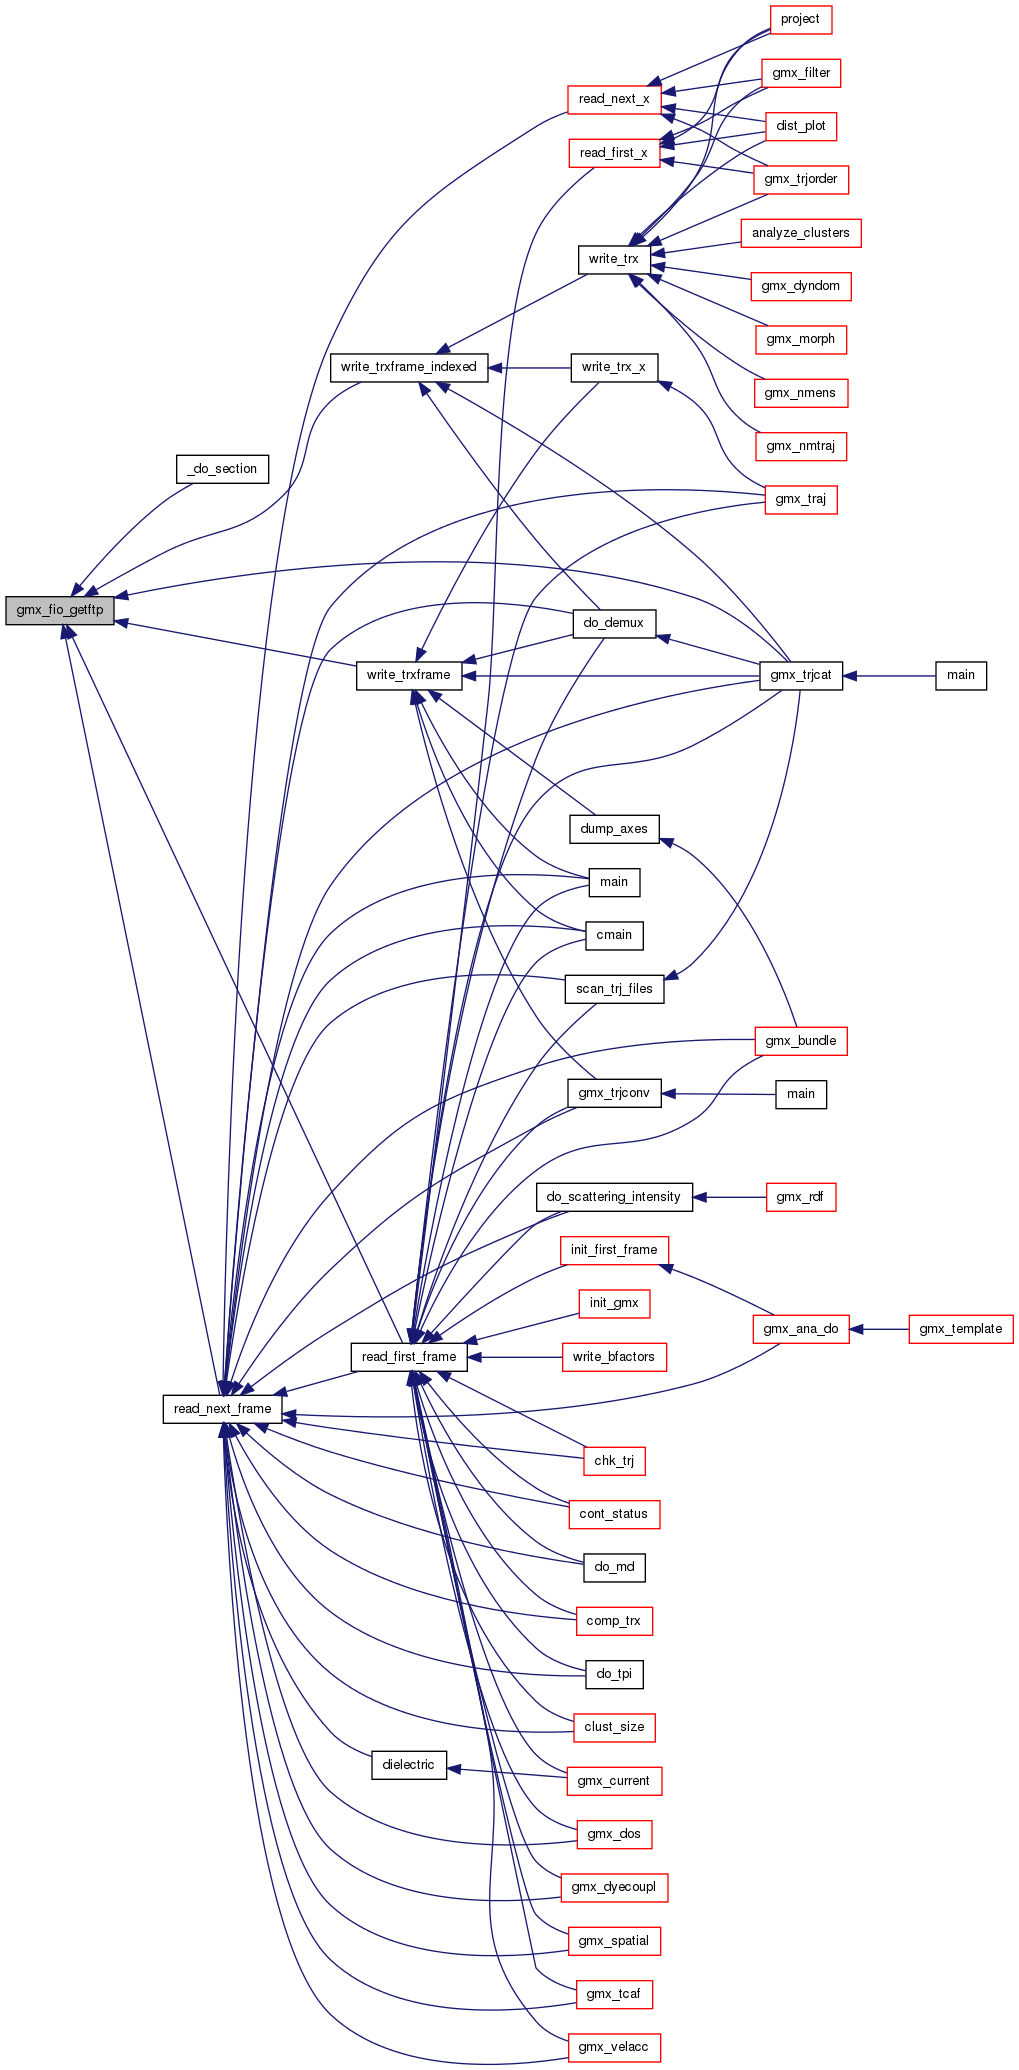 project
gmx_filter
read_next_x
dist_plot
read_first_x
gmx_trjorder
analyze_clusters
write_trx
gmx_dyndom
gmx_morph
write_trxframe_indexed
write_trx_x
gmx_nmens
gmx_nmtraj
_do_section
gmx_traj
gmx_fio_getftp
do_demux
write_trxframe
gmx_trjcat
main
dump_axes
main
cmain
scan_trj_files
gmx_bundle
gmx_trjconv
main
do_scattering_intensity
gmx_rdf
init_first_frame
init_gmx
gmx_ana_do
gmx_template
read_first_frame
write_bfactors
read_next_frame
chk_trj
cont_status
do_md
comp_trx
do_tpi
clust_size
dielectric
gmx_current
gmx_dos
gmx_dyecoupl
gmx_spatial
gmx_tcaf
gmx_velacc